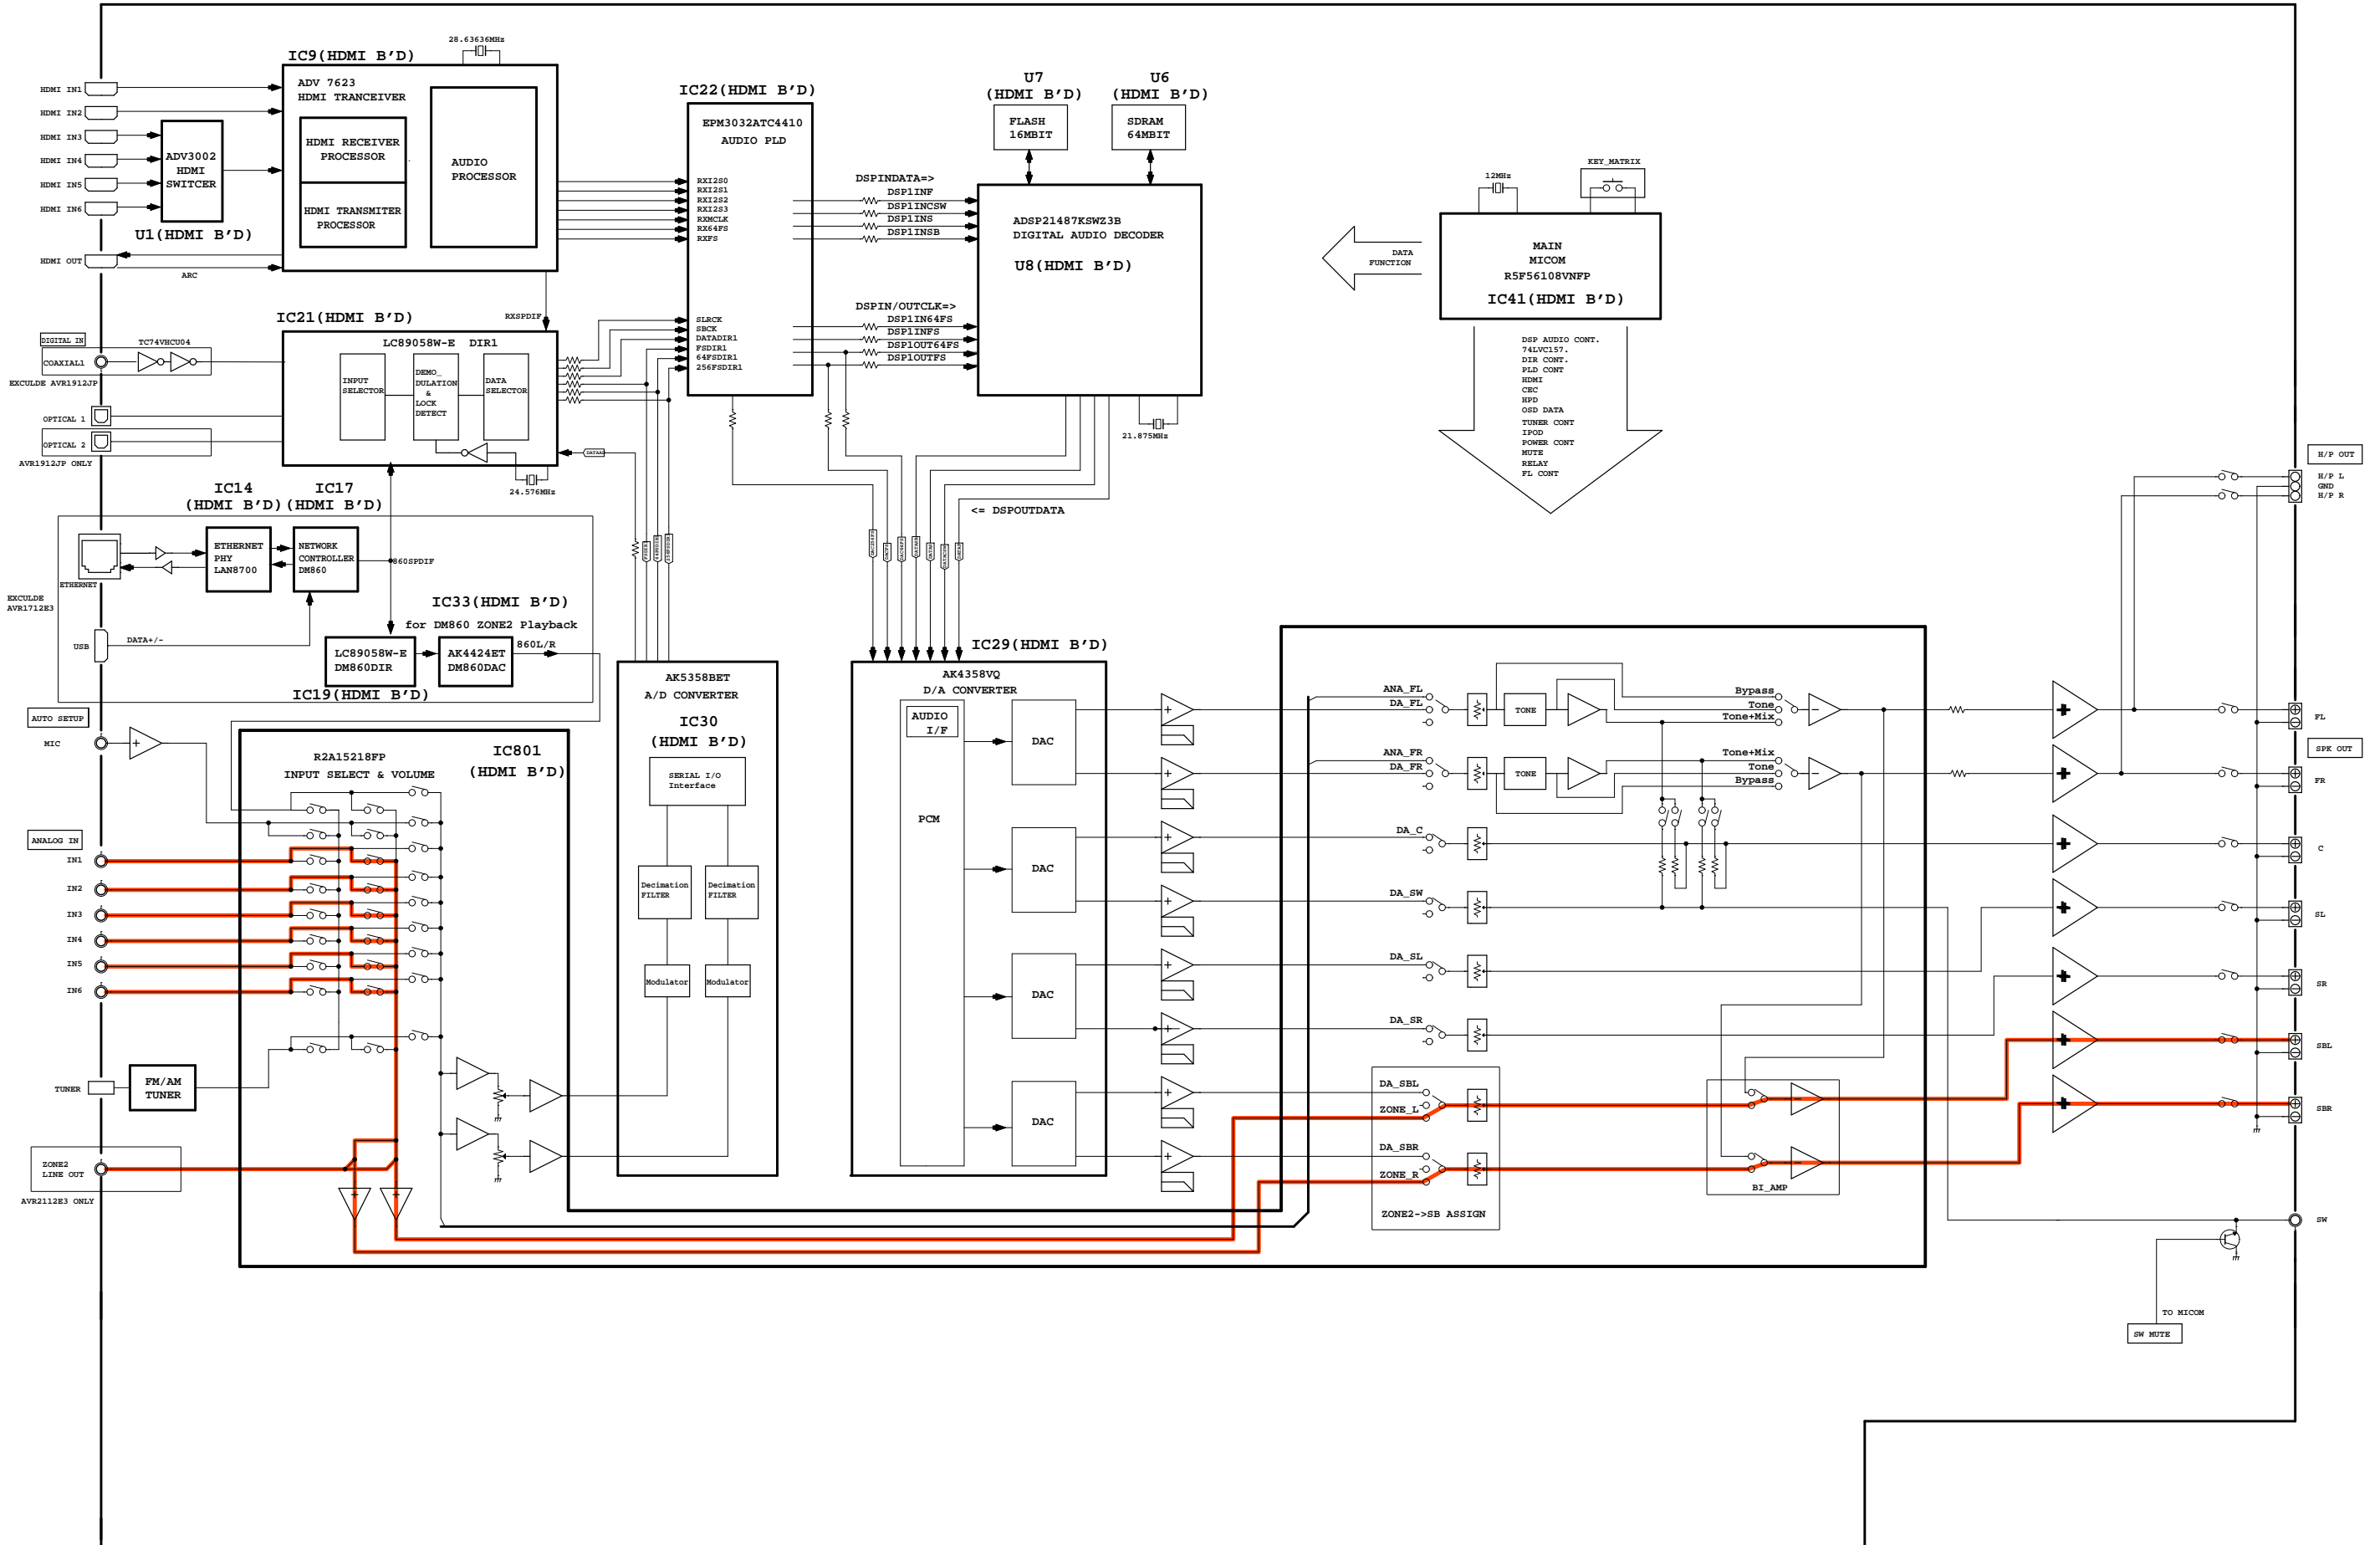 IC9(HDMI B'D)
28.63636MHz
ADV 7623
HDMI TRANCEIVER
HDMI RECEIVER
PROCESSOR
HDMI TRANSMITER
PROCESSOR
AUDIO
PROCESSOR
HDMI IN1
HDMI IN2
HDMI IN3
HDMI IN4
HDMI IN5
HDMI IN6
ADV3002
HDMI
SWITCER
U1(HDMI B'D)
HDMI OUT
ARC
IC22(HDMI B'D)
EPM3032ATC4410
AUDIO PLD
RXI2S0
RXI2S1
RXI2S2
RXI2S3
RXMCLK
RX64FS
RXFS
SLRCK
SBCK
DATADIR1
FSDIR1
64FSDIR1
256FSDIR1
U7
(HDMI B'D)
FLASH
16MBIT
U6
(HDMI B'D)
SDRAM
64MBIT
DSPINDATA=>
DSP1INF
DSP1INCSW
DSP1INS
DSP1INSB
DSPIN/OUTCLK=>
DSP1IN64FS
DSP1INFS
DSP1OUT64FS
DSP1OUTFS
ADSP21487KSWZ3B
DIGITAL AUDIO DECODER
U8(HDMI B'D)
21.875MHz
<= DSPOUTDATA
12MHz
KEY_MATRIX
DATA
FUNCTION
MAIN
MICOM
R5F56108VNFP
IC41(HDMI B'D)
DSP AUDIO CONT.
74LVC157.
DIR CONT.
PLD CONT
HDMI
CEC
HPD
OSD DATA
TUNER CONT
IPOD
POWER CONT
MUTE
RELAY
FL CONT
IC21(HDMI B'D)
RXSPDIF
LC89058W-E DIR1
INPUT
SELECTOR
DEMO_
DULATION
&
LOCK
DETECT
DATA
SELECTOR
DATAAD
24.576MHz
DIGITAL IN
TC74VHCU04
COAXIAL1
EXCULDE AVR1912JP
OPTICAL 1
OPTICAL 2
AVR1912JP ONLY
IC14
(HDMI B'D)
IC17
(HDMI B'D)
ETHERNET
PHY
LAN8700
NETWORK
CONTROLLER
DM860
860SPDIF
ETHERNET
EXCULDE
AVR1712E3
USB
DATA+/-
IC33(HDMI B'D)
for DM860 ZONE2 Playback
LC89058W-E
DM860DIR
AK4424ET
DM860DAC
860L/R
IC19(HDMI B'D)
AUTO SETUP
MIC
R2A15218FP
INPUT SELECT & VOLUME
IC801
(HDMI B'D)
ANALOG IN
IN1
IN2
IN3
IN4
IN5
IN6
TUNER
FM/AM
TUNER
ZONE2
LINE OUT
AVR2112E3 ONLY
AK5358BET
A/D CONVERTER
IC30
(HDMI B'D)
SERIAL I/O
Interface
Decimation
FILTER
Decimation
FILTER
Modulator
Modulator
IC29(HDMI B'D)
AK4358VQ
D/A CONVERTER
AUDIO
I/F
PCM
DAC
DAC
DAC
DAC
ANA_FL
DA_FL
ANA_FR
DA_FR
DA_C
DA_SW
DA_SL
DA_SR
DA_SBL
ZONE_L
DA_SBR
ZONE_R
ZONE2->SB ASSIGN
TONE
TONE
Bypass
Tone
Tone+Mix
Tone+Mix
Tone
Bypass
BI_AMP
H/P OUT
H/P L
GND
H/P R
FL
SPK OUT
FR
C
SL
SR
SBL
SBR
SW
TO MICOM
SW MUTE